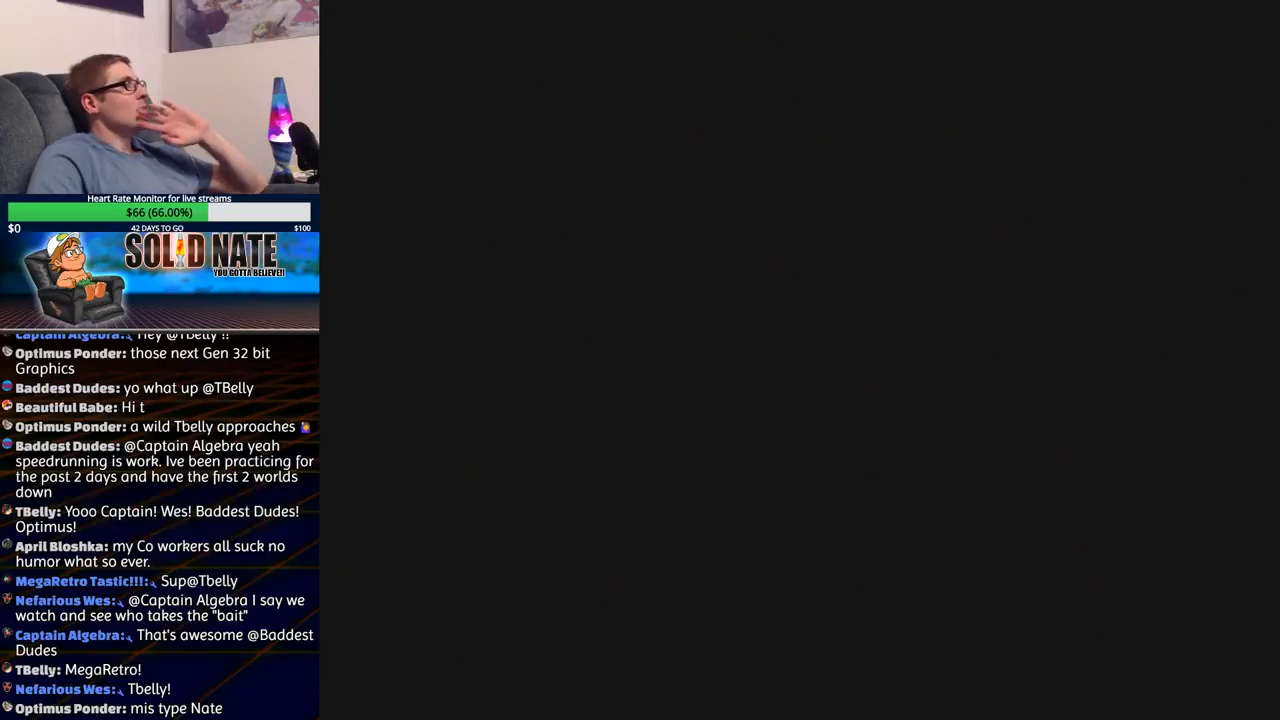 Heart Rate Monitor for live streams
$66 (66.00%)
$0 42 DAYS TO GO $100
SOLID NATE
YOU GOTTA BELIEVE!!
Captain Algebra: Hey @Tbelly !!
Optimus Ponder: those next Gen 32 bit
Graphics
Baddest Dudes: yo what up @TBelly
Beautiful Babe: Hi t
Optimus Ponder: a wild Tbelly approaches
Baddest Dudes: @Captain Algebra yeah
speedrunning is work. Ive been practicing for
the past 2 days and have the first 2 worlds
down
TBelly: Yooo Captain! Wes! Baddest Dudes!
Optimus!
April Bloshka: my Co workers all suck no
humor what so ever.
MegaRetro Tastic!!!: Sup@Tbelly
Nefarious Wes: @Captain Algebra I say we
watch and see who takes the "bait"
Captain Algebra: That's awesome @Baddest
Dudes
TBelly: MegaRetro!
Nefarious Wes: Tbelly!
Optimus Ponder: mis type Nate